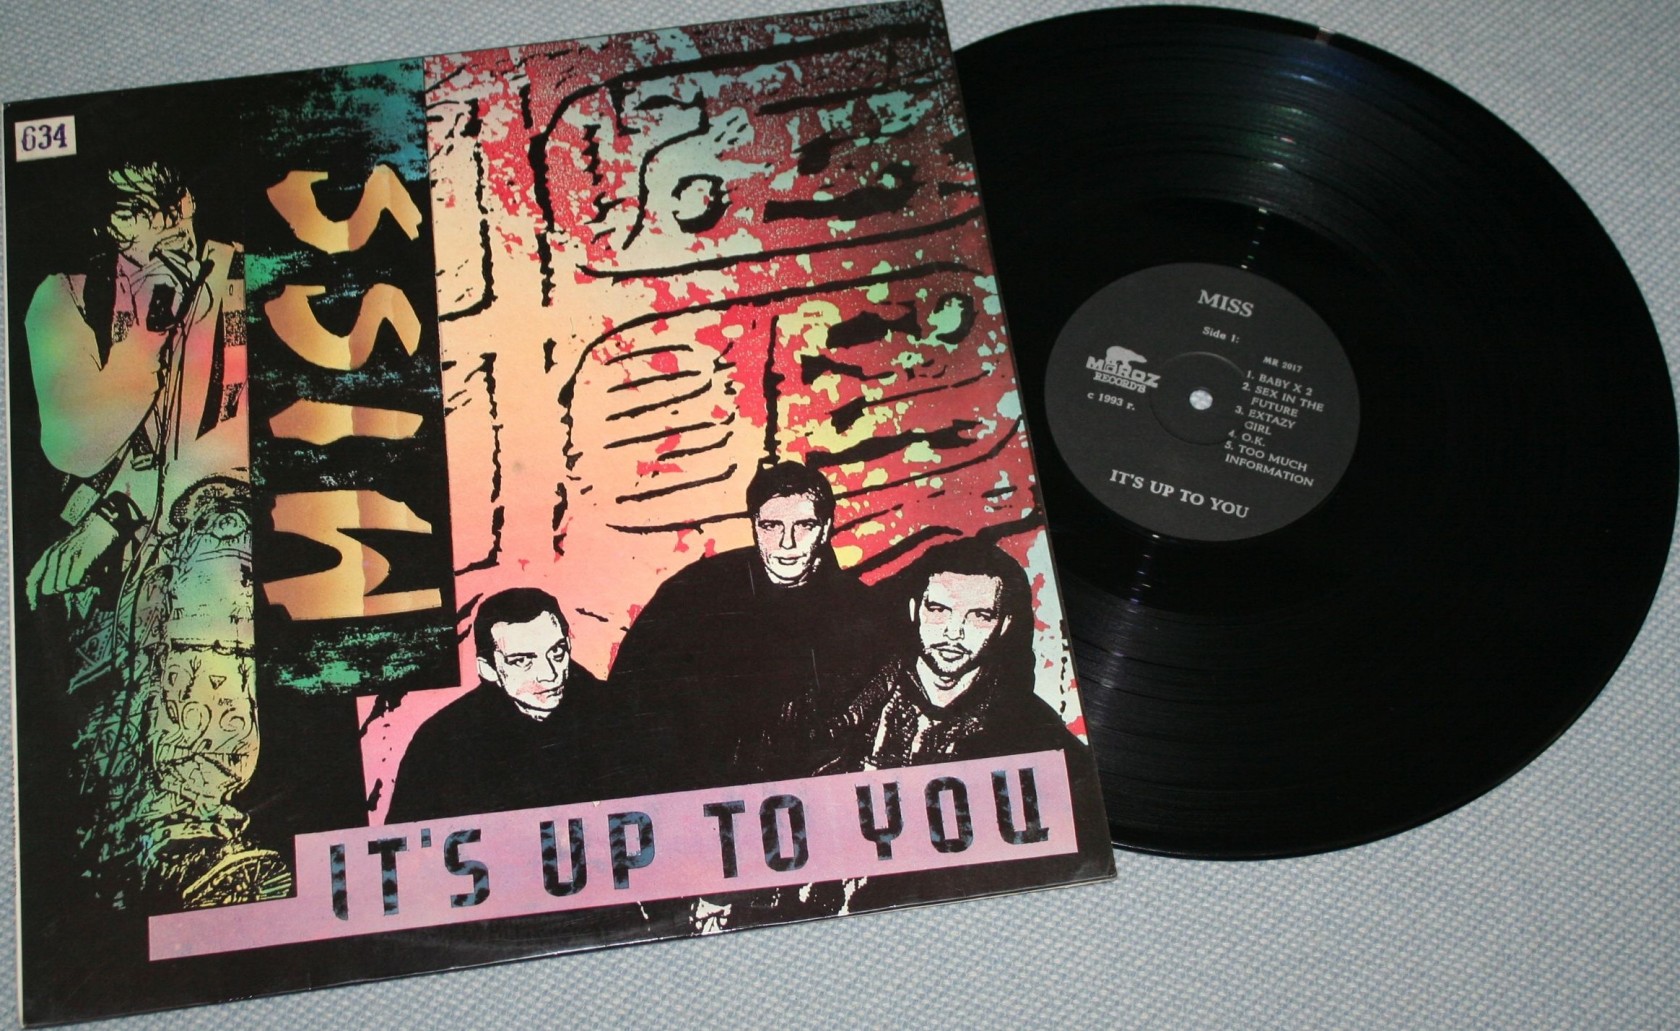 634
MISS
IT'S UP TO YOU
MISS
Side 1:
MR 2017
MOROZ
RECORD'S
c 1993 r.
1. BABY X 2
2. SEX IN THE
FUTURE
3. EXTAZY
GIRL
4. O.K.
5. TOO MUCH
INFORMATION
IT'S UP TO YOU